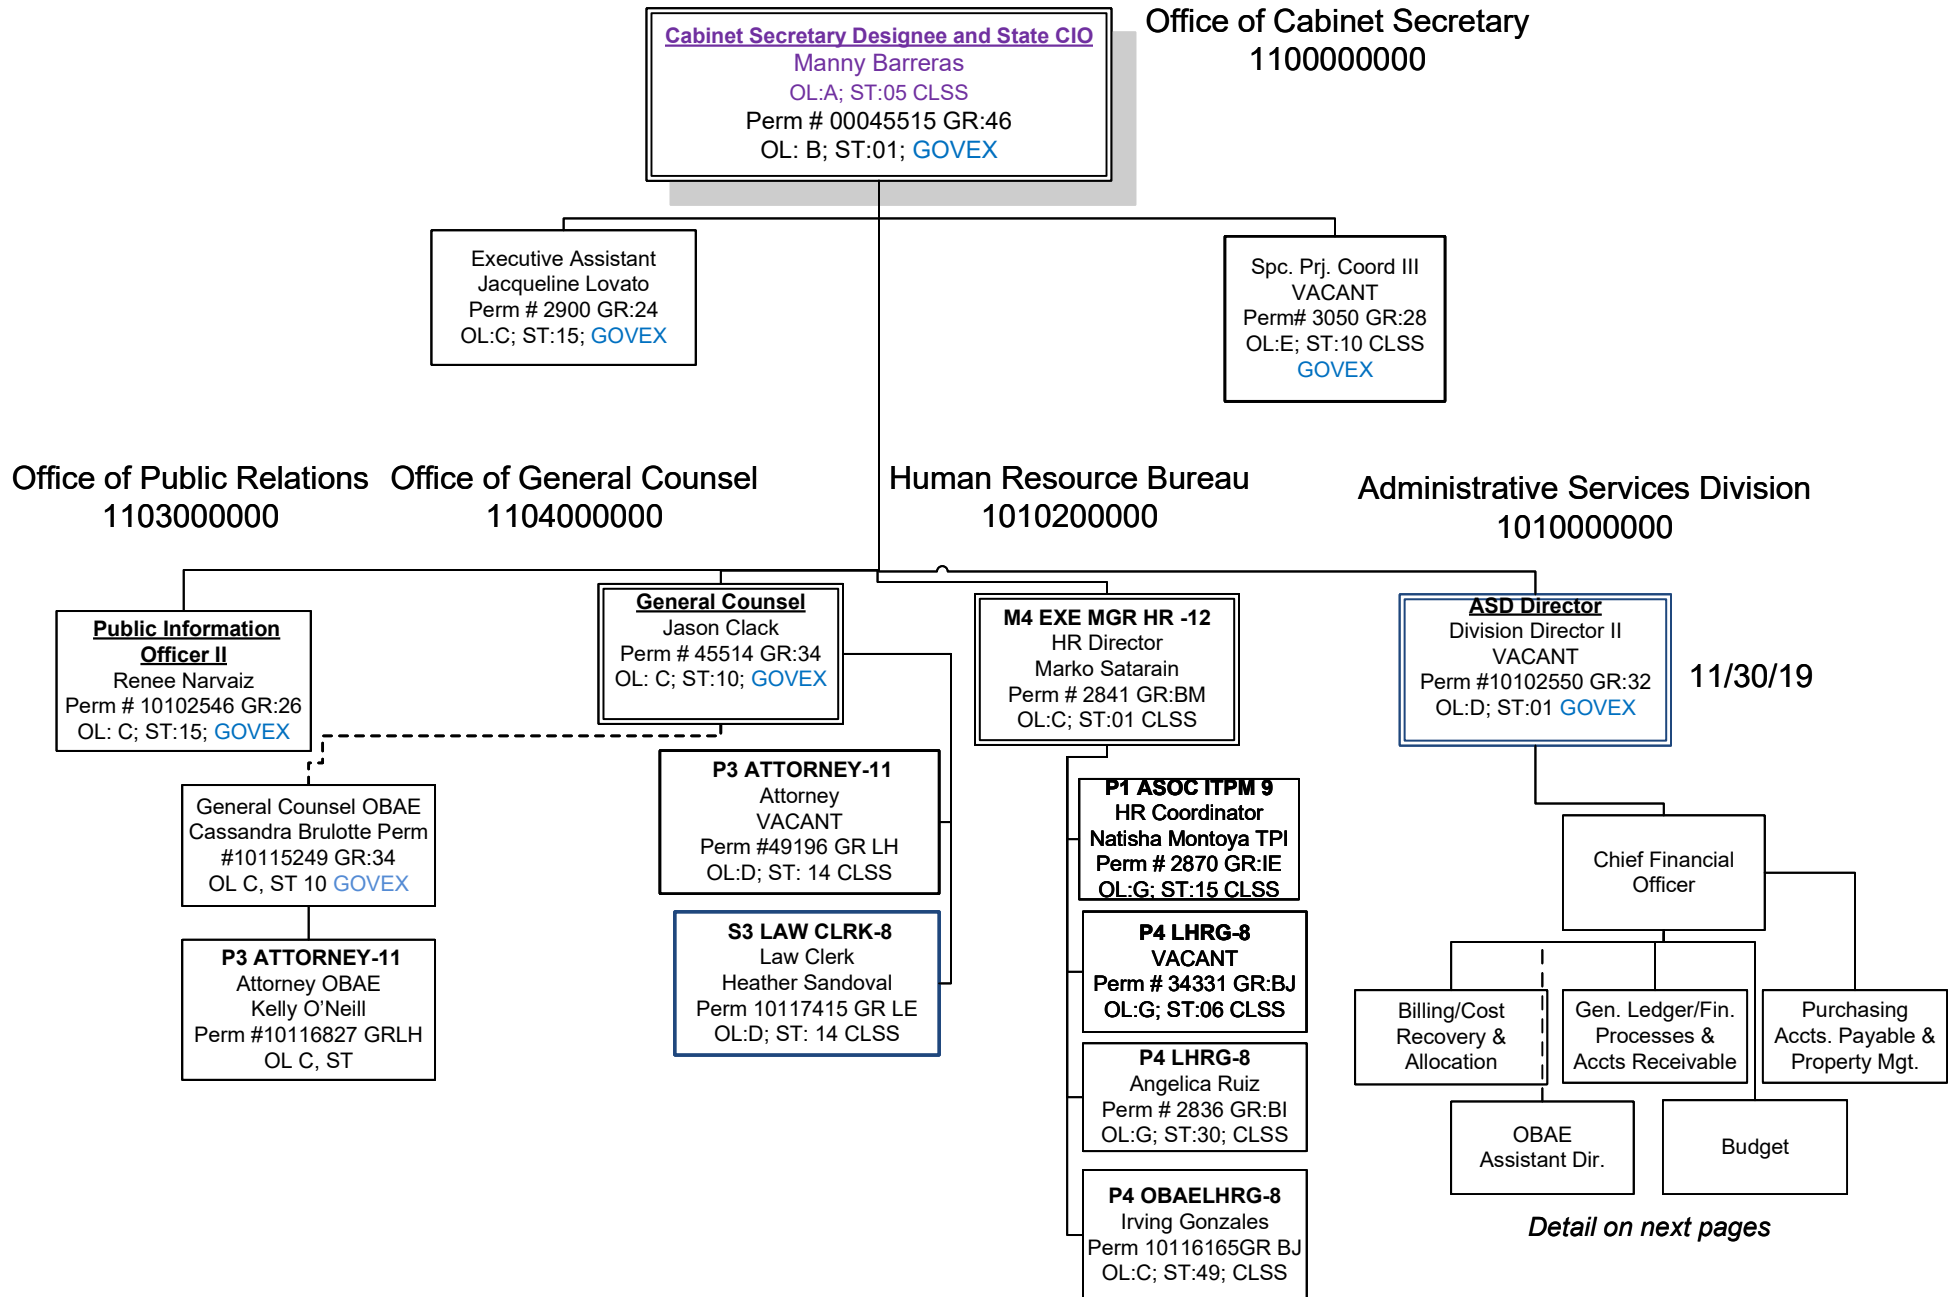 Cabinet Secretary Designee and State CIO
Manny Barreras
OL:A; ST:05 CLSS
Perm # 00045515 GR:46
OL: B; ST:01; GOVEX
Office of Cabinet Secretary
1100000000
Executive Assistant
Jacqueline Lovato
Perm # 2900 GR:24
OL:C; ST:15; GOVEX
Spc. Prj. Coord III
VACANT
Perm# 3050 GR:28
OL:E; ST:10 CLSS
GOVEX
Office of Public Relations
1103000000
Office of General Counsel
1104000000
Human Resource Bureau
1010200000
Administrative Services Division
1010000000
Public Information
Officer II
Renee Narvaiz
Perm # 10102546 GR:26
OL: C; ST:15; GOVEX
General Counsel
Jason Clack
Perm # 45514 GR:34
OL: C; ST:10; GOVEX
M4 EXE MGR HR -12
HR Director
Marko Satarain
Perm # 2841 GR:BM
OL:C; ST:01 CLSS
ASD Director
Division Director II
VACANT
Perm #10102550 GR:32
OL:D; ST:01 GOVEX
11/30/19
General Counsel OBAE
Cassandra Brulotte Perm
#10115249 GR:34
OL C, ST 10 GOVEX
P3 ATTORNEY-11
Attorney OBAE
Kelly O’Neill
Perm #10116827 GRLH
OL C, ST
P3 ATTORNEY-11
Attorney
VACANT
Perm #49196 GR LH
OL:D; ST: 14 CLSS
S3 LAW CLRK-8
Law Clerk
Heather Sandoval
Perm 10117415 GR LE
OL:D; ST: 14 CLSS
P1 ASOC ITPM 9
HR Coordinator
Natisha Montoya TPI
Perm # 2870 GR:IE
OL:G; ST:15 CLSS
P4 LHRG-8
VACANT
Perm # 34331 GR:BJ
OL:G; ST:06 CLSS
P4 LHRG-8
Angelica Ruiz
Perm # 2836 GR:BI
OL:G; ST:30; CLSS
P4 OBAELHRG-8
Irving Gonzales
Perm 10116165GR BJ
OL:C; ST:49; CLSS
Chief Financial
Officer
Billing/Cost
Recovery &
Allocation
Gen. Ledger/Fin.
Processes &
Accts Receivable
Purchasing
Accts. Payable &
Property Mgt.
OBAE
Assistant Dir.
Budget
Detail on next pages